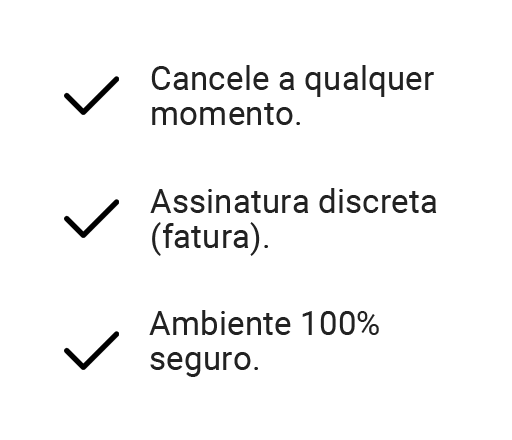 Cancele a qualquer
momento.
Assinatura discreta
(fatura).
Ambiente 100%
seguro.